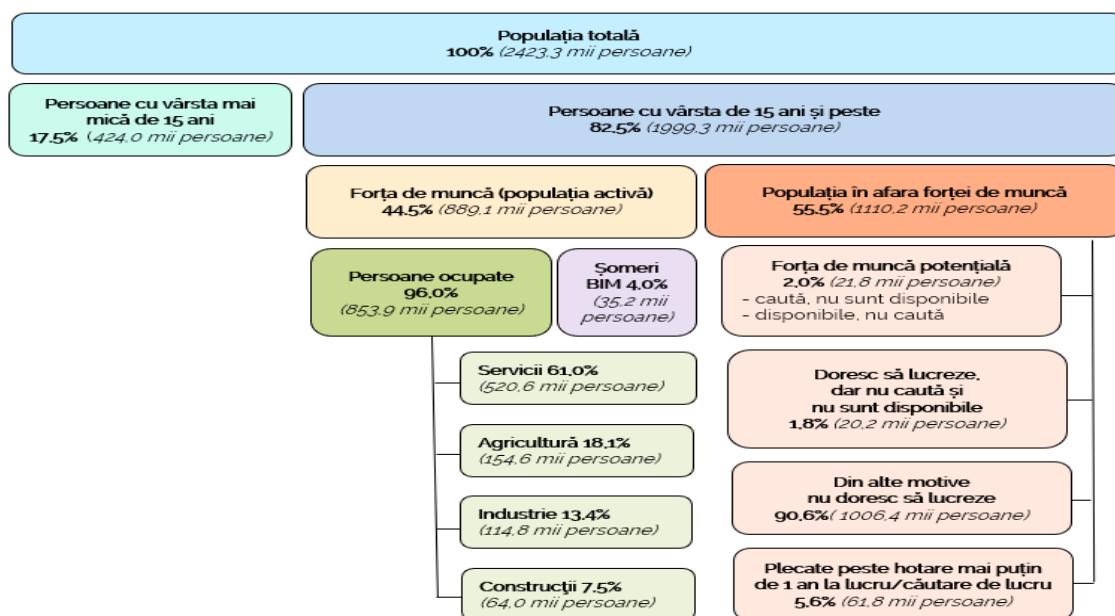 Populația totală
100% (2423,3 mii persoane)
Persoane cu vârsta mai
mică de 15 ani
17,5% (424,0 mii persoane)
Persoane cu vârsta de 15 ani și peste
82,5% (1999,3 mii persoane)
Forța de muncă (populația activă)
44,5% (889,1 mii persoane)
Populația în afara forței de muncă
55,5% (1110,2 mii persoane)
Persoane ocupate
96,0%
(853,9 mii persoane)
Șomeri
BIM 4,0%
(35,2 mii
persoane)
Servicii 61,0%
(520,6 mii persoane)
Agricultură 18,1%
(154,6 mii persoane)
Industrie 13,4%
(114,8 mii persoane)
Construcţii 7,5%
(64,0 mii persoane)
Forța de muncă potențială
2,0% (21,8 mii persoane)
- caută, nu sunt disponibile
- disponibile, nu caută
Doresc să lucreze,
dar nu caută și
nu sunt disponibile
1,8% (20,2 mii persoane)
Din alte motive
nu doresc să lucreze
90,6%( 1006,4 mii persoane)
Plecate peste hotare mai puțin
de 1 an la lucru/căutare de lucru
5,6% (61,8 mii persoane)